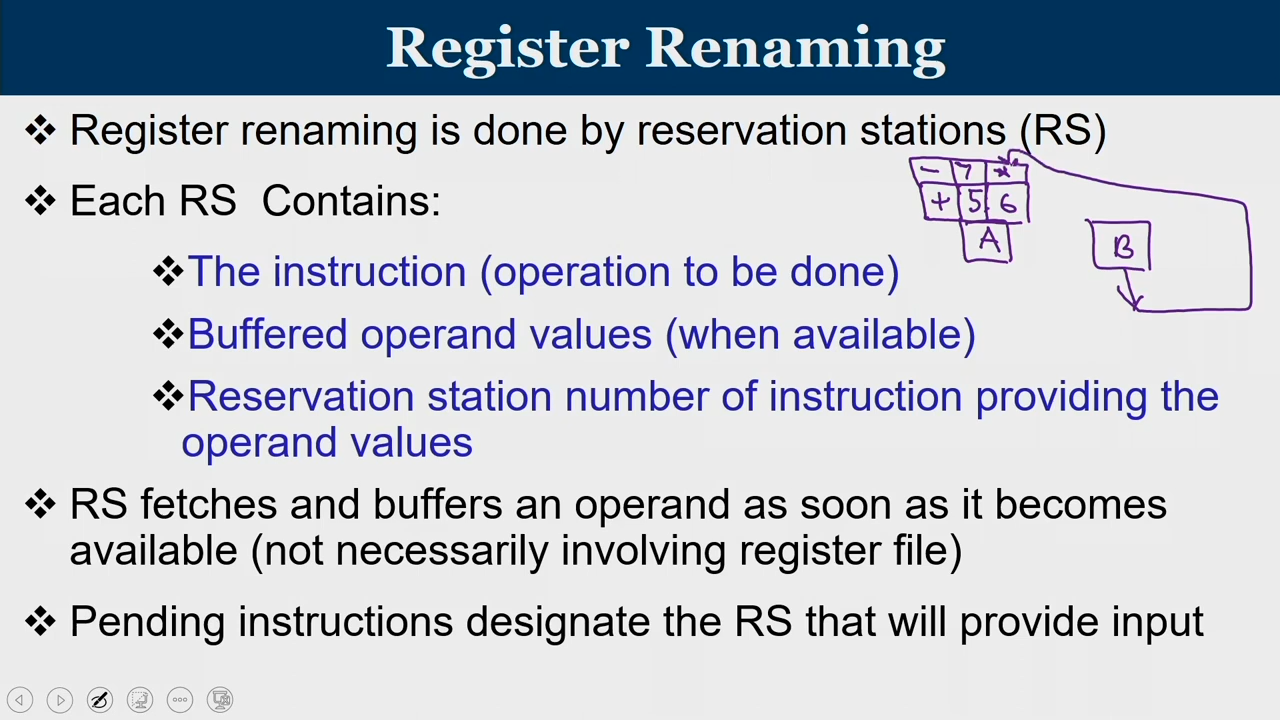 Register Renaming
❖ Register renaming is done by reservation stations (RS)
❖ Each RS Contains:
❖The instruction (operation to be done)
❖Buffered operand values (when available)
❖Reservation station number of instruction providing the
operand values
❖ RS fetches and buffers an operand as soon as it becomes
available (not necessarily involving register file)
❖ Pending instructions designate the RS that will provide input
- 7 *
+ 5 6
A
B